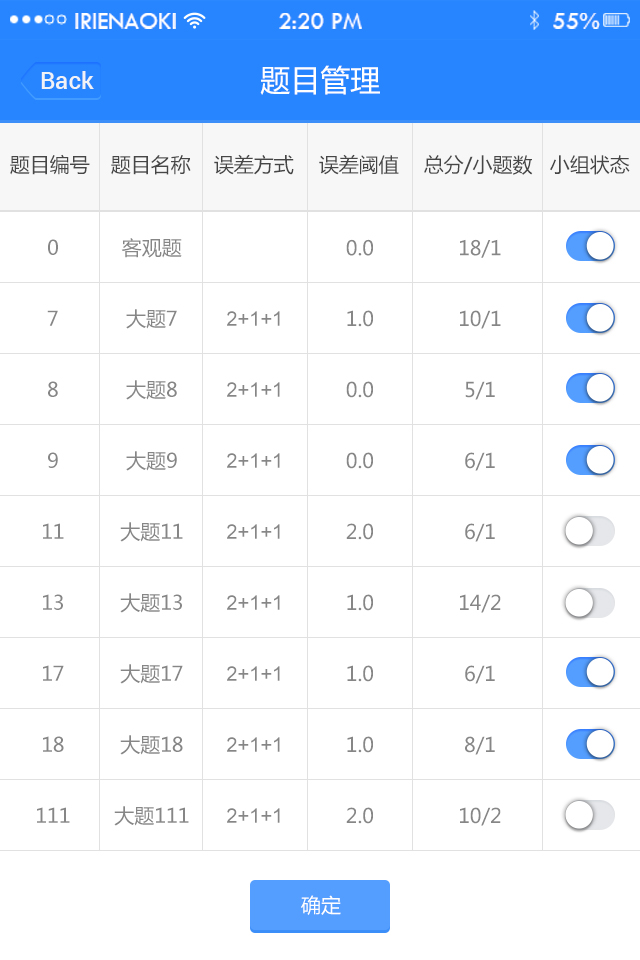 IRIENAOKI 2:20 PM 55%
Back 题目管理
题目编号 题目名称 误差方式 误差阈值 总分/小题数 小组状态
0 客观题 0.0 18/1
7 大题7 2+1+1 1.0 10/1
8 大题8 2+1+1 0.0 5/1
9 大题9 2+1+1 0.0 6/1
11 大题11 2+1+1 2.0 6/1
13 大题13 2+1+1 1.0 14/2
17 大题17 2+1+1 1.0 6/1
18 大题18 2+1+1 1.0 8/1
111 大题111 2+1+1 2.0 10/2
确定